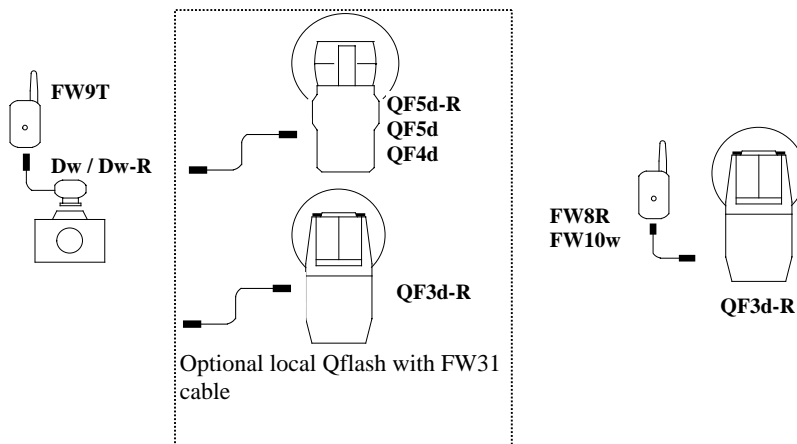 FW9T
Dw / Dw-R
QF5d-R
QF5d
QF4d
QF3d-R
Optional local Qflash with FW31
cable
FW8R
FW10w
QF3d-R